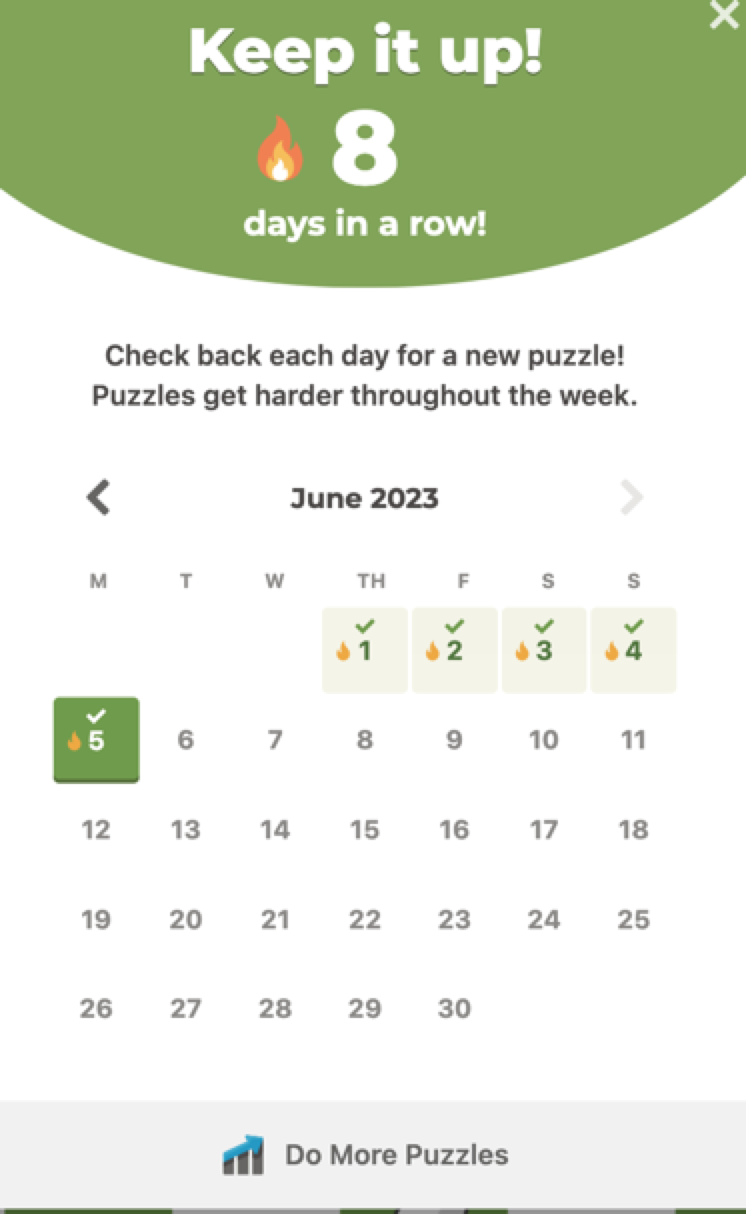 Keep it up!
8
days in a row!
Check back each day for a new puzzle!
Puzzles get harder throughout the week.
June 2023
M T W TH F S S
1 2 3 4
5 6 7 8 9 10 11
12 13 14 15 16 17 18
19 20 21 22 23 24 25
26 27 28 29 30
Do More Puzzles